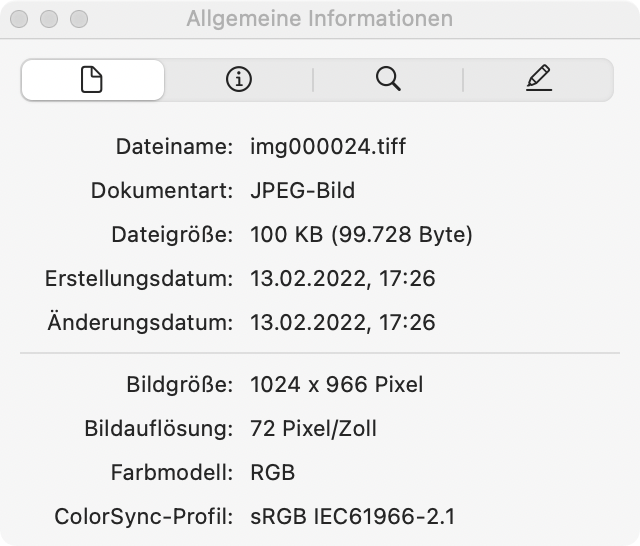 Allgemeine Informationen
Dateiname: img000024.tiff
Dokumentart: JPEG-Bild
Dateigröße: 100 KB (99.728 Byte)
Erstellungsdatum: 13.02.2022, 17:26
Änderungsdatum: 13.02.2022, 17:26
Bildgröße: 1024 x 966 Pixel
Bildauflösung: 72 Pixel/Zoll
Farbmodell: RGB
ColorSync-Profil: sRGB IEC61966-2.1